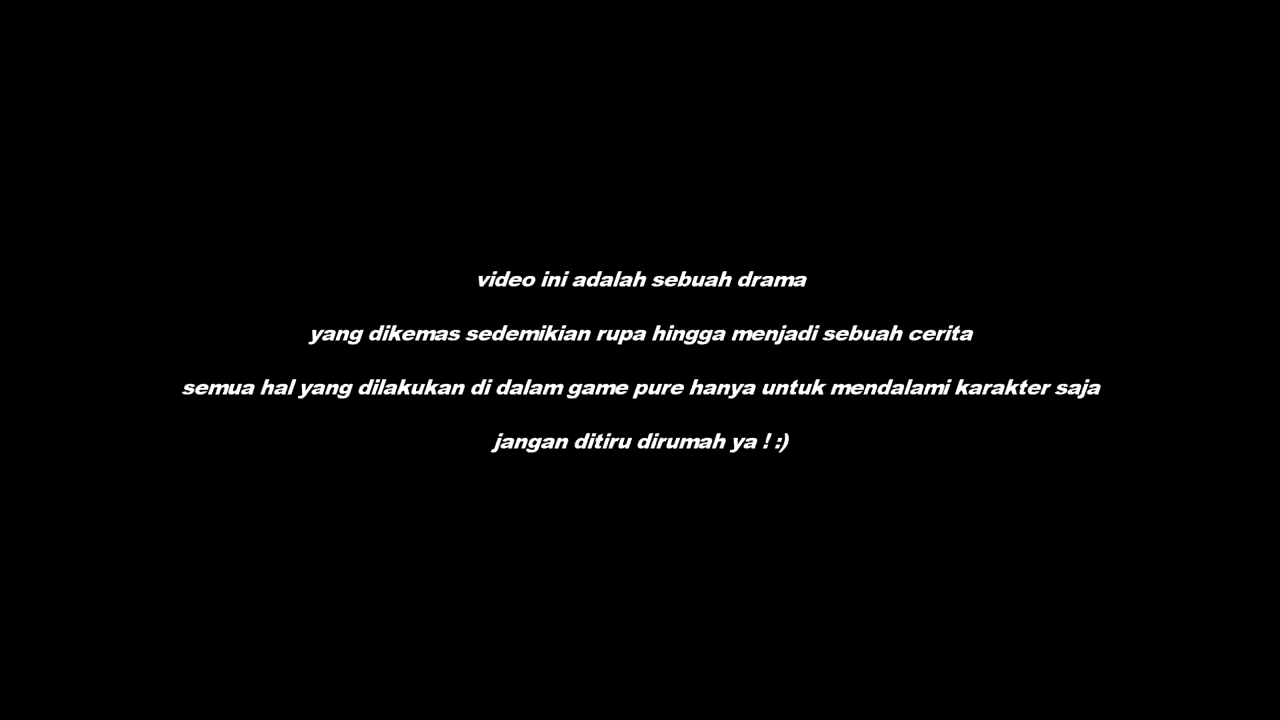 video ini adalah sebuah drama
yang dikemas sedemikian rupa hingga menjadi sebuah cerita
semua hal yang dilakukan di dalam game pure hanya untuk mendalami karakter saja
jangan ditiru dirumah ya ! :)